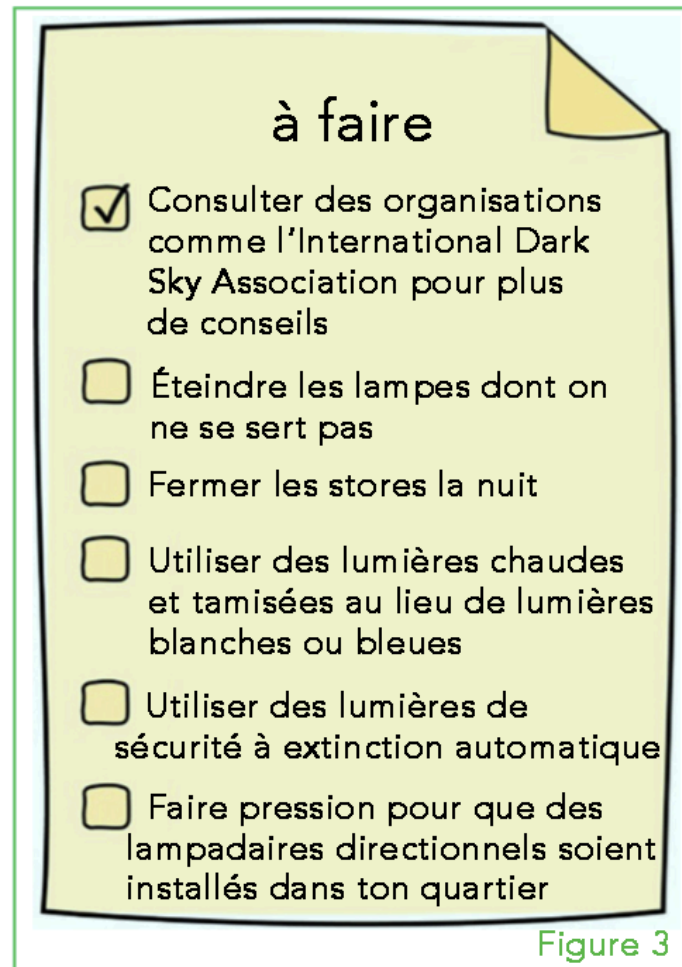 à faire
Consulter des organisations
comme l'International Dark
Sky Association pour plus
de conseils
Éteindre les lampes dont on
ne se sert pas
Fermer les stores la nuit
Utiliser des lumières chaudes
et tamisées au lieu de lumières
blanches ou bleues
Utiliser des lumières de
sécurité à extinction automatique
Faire pression pour que des
lampadaires directionnels soient
installés dans ton quartier
Figure 3